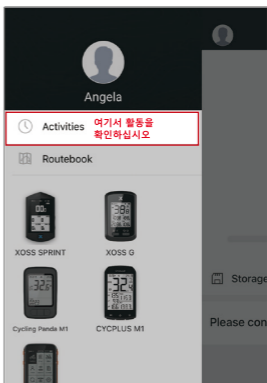 Angela
Activities 여기서 활동을
확인하십시오
Routebook
XOSS SPRINT XOSS G
Storage
Cycling Panda M1 CYCPLUS M1
Please con